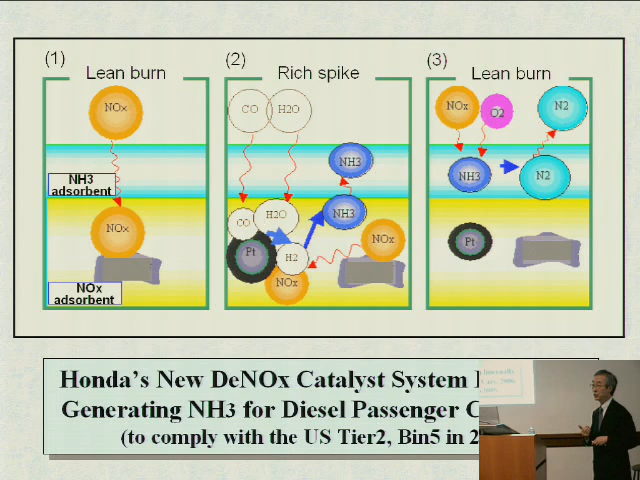 (1)
Lean burn
NOx
NH3
adsorbent
NOx
NOx
adsorbent
(2)
Rich spike
CO
H2O
NH3
NH3
CO
H2O
Pt
H2
NOx
NOx
(3)
Lean burn
NOx
O2
N2
NH3
N2
Pt
Honda's New DeNOx Catalyst System
Generating NH3 for Diesel Passenger
(to comply with the US Tier2, Bin5 in